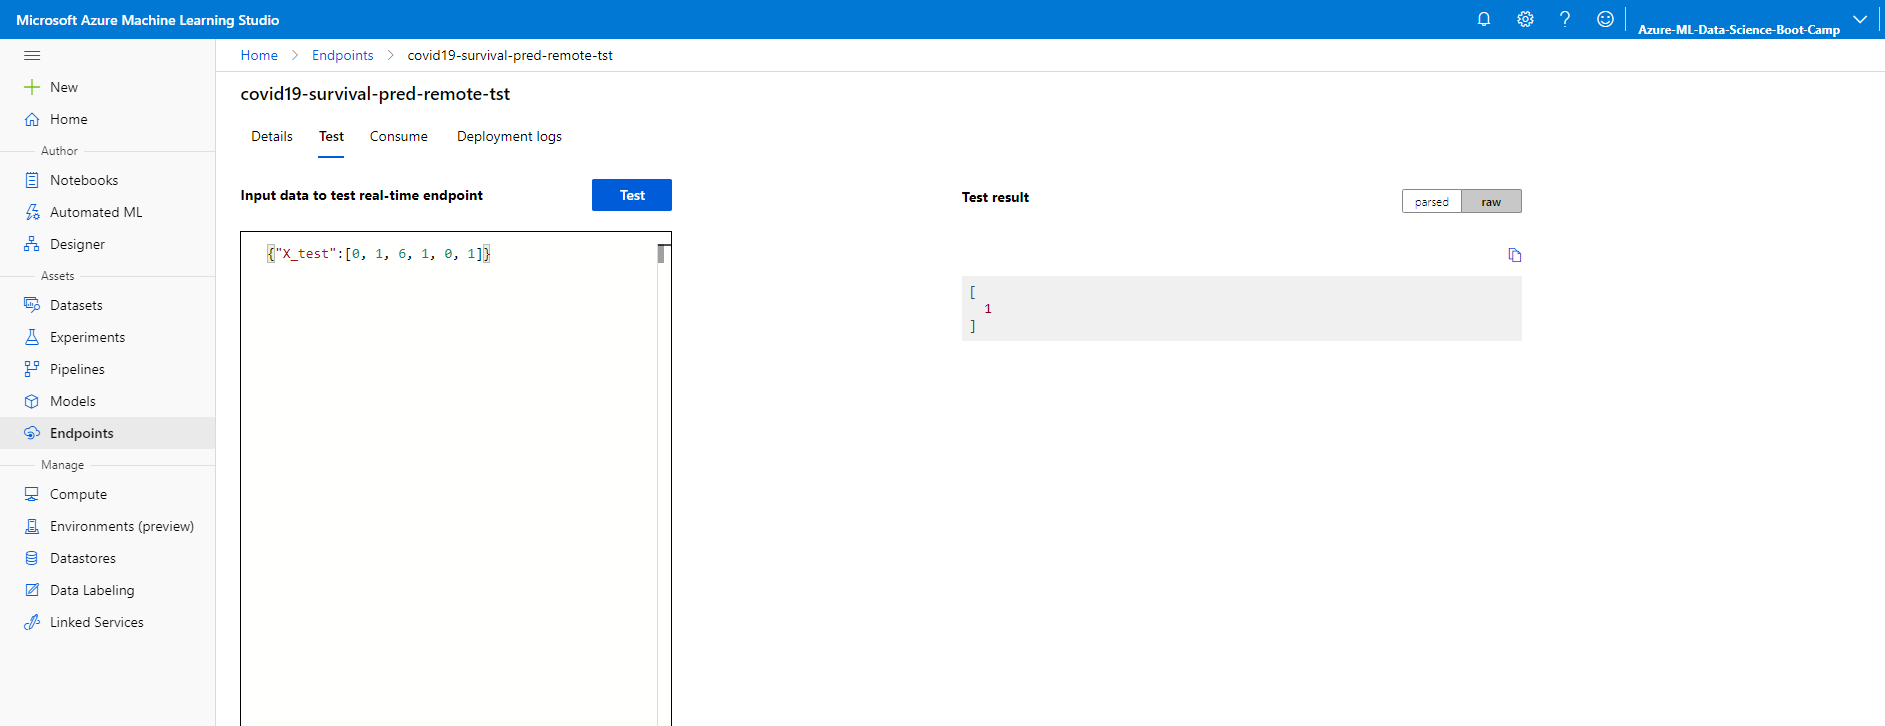 Microsoft Azure Machine Learning Studio
Azure-ML-Data-Science-Boot-Camp
New
Home
Author
Notebooks
Automated ML
Designer
Assets
Datasets
Experiments
Pipelines
Models
Endpoints
Manage
Compute
Environments (preview)
Datastores
Data Labeling
Linked Services
Home > Endpoints > covid19-survival-pred-remote-tst
covid19-survival-pred-remote-tst
Details Test Consume Deployment logs
Input data to test real-time endpoint
Test
{"X_test":[0, 1, 6, 1, 0, 1]}
Test result
parsed raw
[
1
]